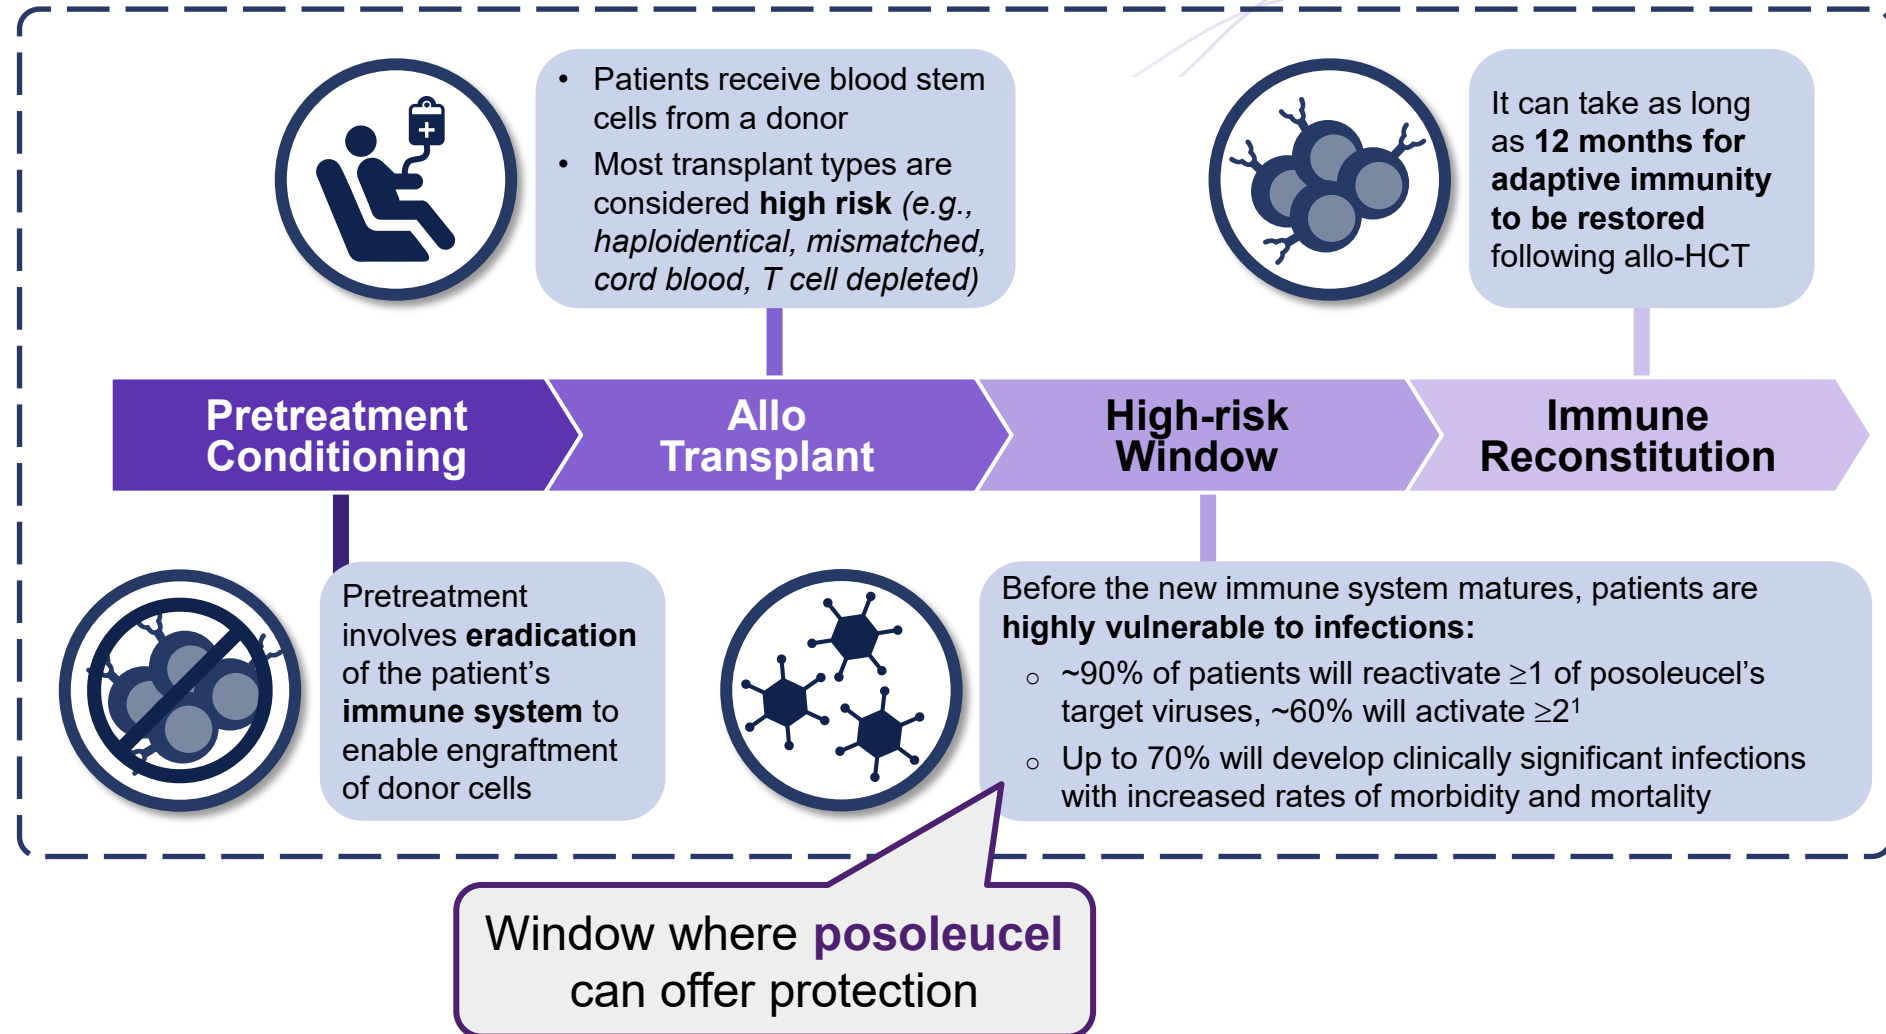 • Patients receive blood stem
cells from a donor
• Most transplant types are
considered high risk (e.g.,
haploidentical, mismatched,
cord blood, T cell depleted)
It can take as long
as 12 months for
adaptive immunity
to be restored
following allo-HCT
Pretreatment
Conditioning
Allo
Transplant
High-risk
Window
Immune
Reconstitution
Pretreatment
involves eradication
of the patient’s
immune system to
enable engraftment
of donor cells
Before the new immune system matures, patients are
highly vulnerable to infections:
o ~90% of patients will reactivate ≥1 of posoleucel’s
target viruses, ~60% will activate ≥2¹
o Up to 70% will develop clinically significant infections
with increased rates of morbidity and mortality
Window where posoleucel
can offer protection